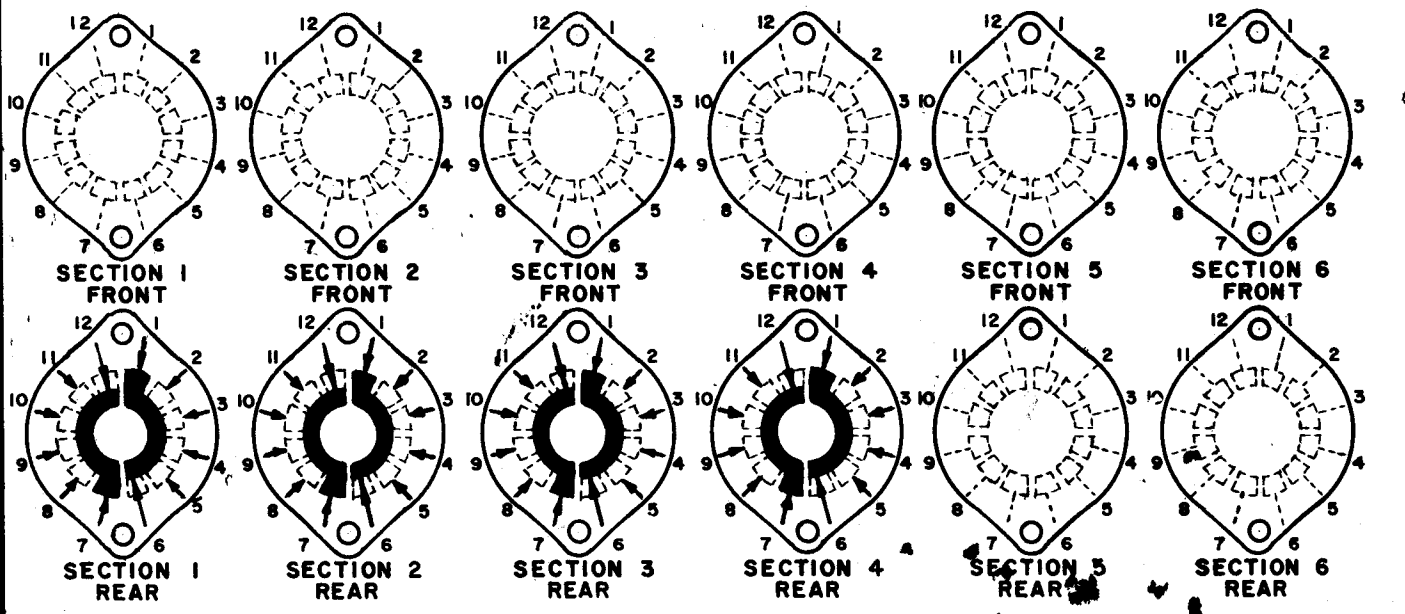 12 1 12 1 12 1 12 1 12 1 12 1
11 2 11 2 11 2 11 2 11 2 11 2
10 3 10 3 10 3 10 3 10 3 10 3
9 4 9 4 9 4 9 4 9 4 9 4
8 5 8 5 8 5 8 5 8 5 8 5
7 6 7 6 7 6 7 6 7 6 7 6
SECTION 1 SECTION 2 SECTION 3 SECTION 4 SECTION 5 SECTION 6
FRONT FRONT FRONT FRONT FRONT FRONT
12 1 12 1 12 1 12 1 12 1 12 1
11 2 11 2 11 2 11 2 11 2 11 2
10 3 10 3 10 3 10 3 10 3 3
9 4 9 4 9 4 9 4 9 4 9 4
8 5 8 5 8 5 8 5 8 5 8 5
7 6 7 6 7 6 7 6 7 6 7 6
SECTION 1 SECTION 2 SECTION 3 SECTION 4 SECTION 5 SECTION 6
REAR REAR REAR REAR REAR REAR